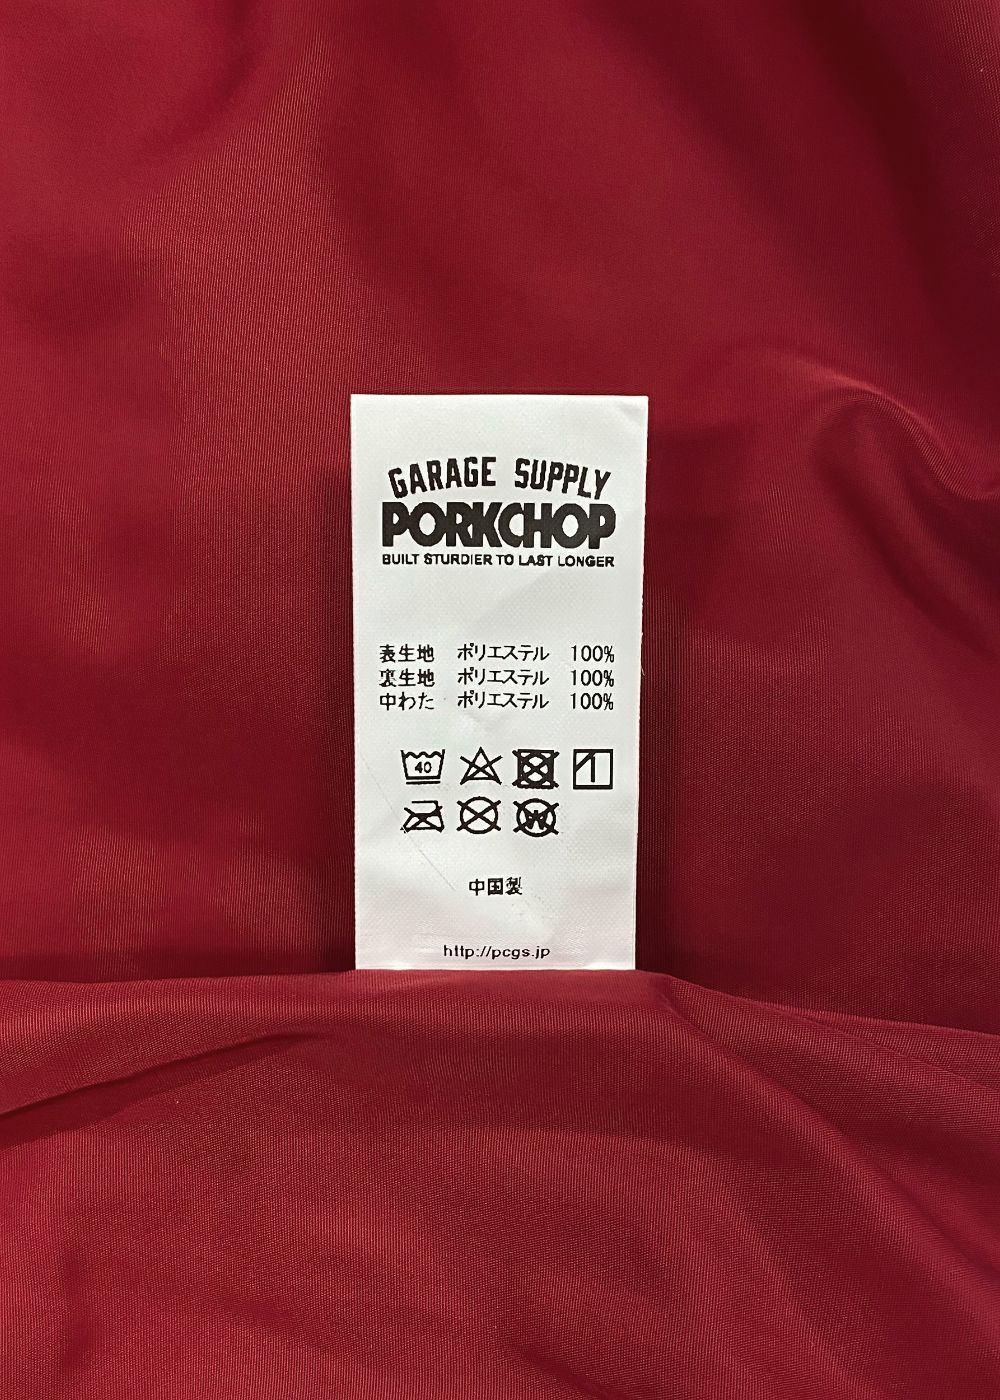 GARAGE SUPPLY
PORKCHOP
BUILT STURDIER TO LAST LONGER
表生地 ポリエステル 100%
裏生地 ポリエステル 100%
中わた ポリエステル 100%
40
W
中国製
http://pcgs.jp